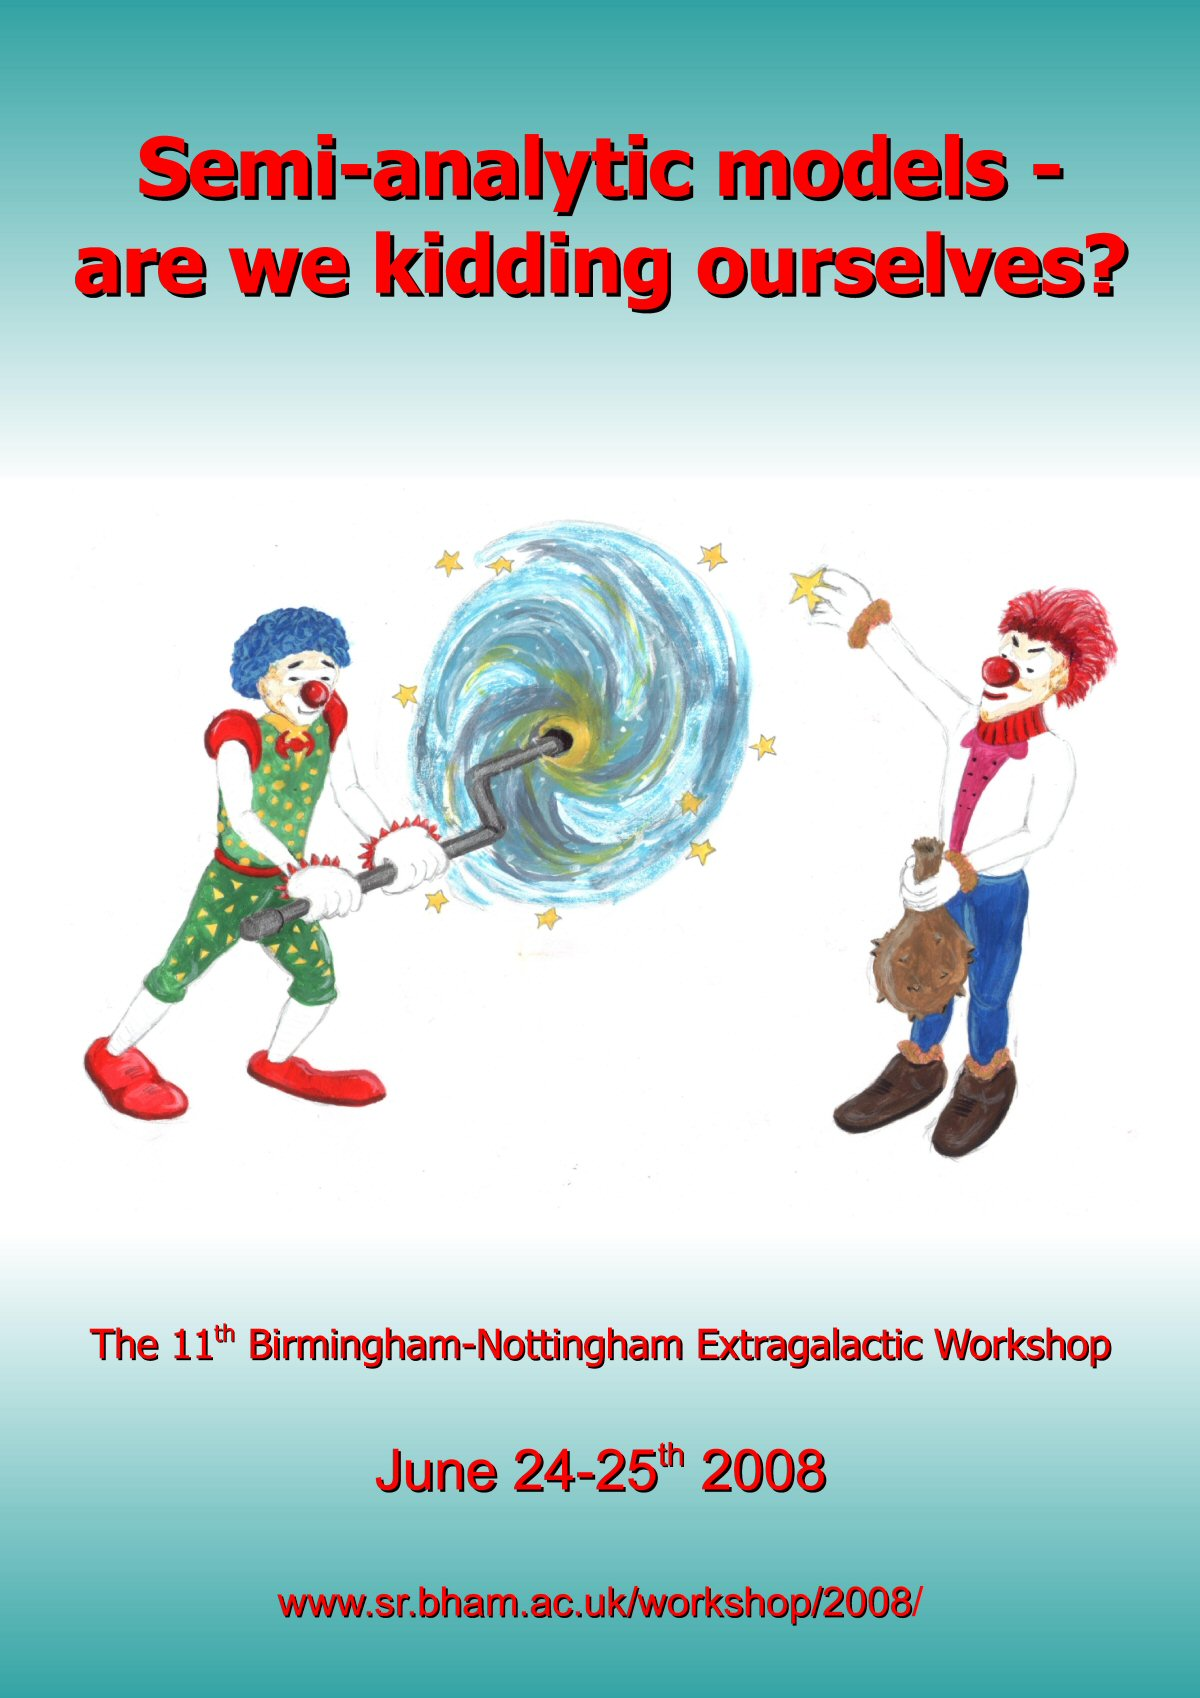 Semi-analytic models -
are we kidding ourselves?
The 11th Birmingham-Nottingham Extragalactic Workshop
June 24-25th 2008
www.sr.bham.ac.uk/workshop/2008/